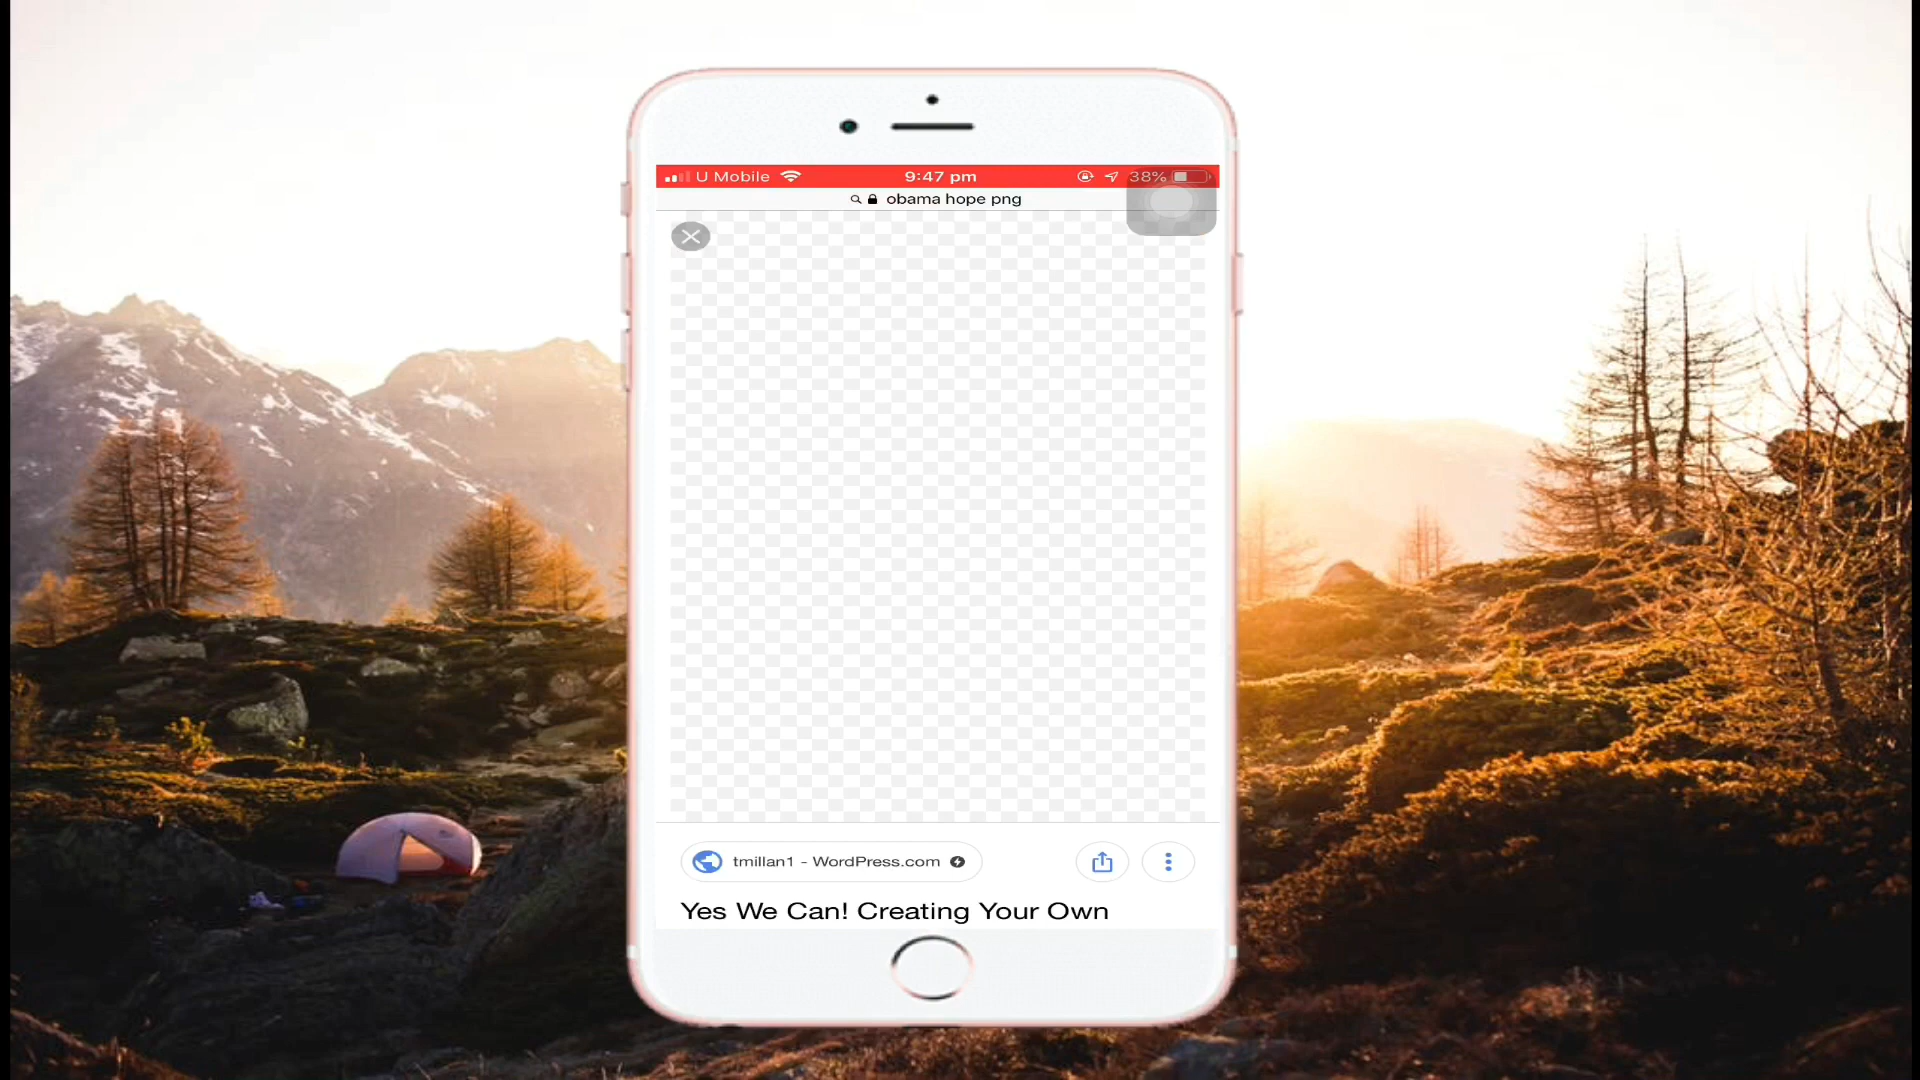 U Mobile 9:47 pm 38%
obama hope png
tmillan1 - WordPress.com
Yes We Can! Creating Your Own